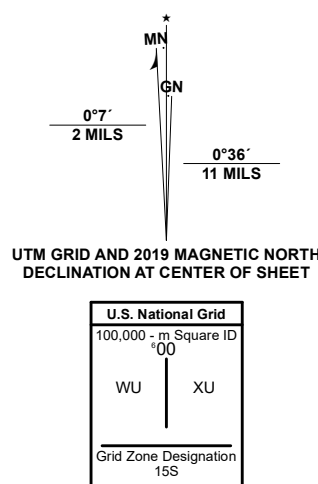 ★
MN
GN
0°7´
2 MILS
0°36´
11 MILS
UTM GRID AND 2019 MAGNETIC NORTH
DECLINATION AT CENTER OF SHEET
U.S. National Grid
100,000 - m Square ID
⁶00
WU XU
Grid Zone Designation
15S